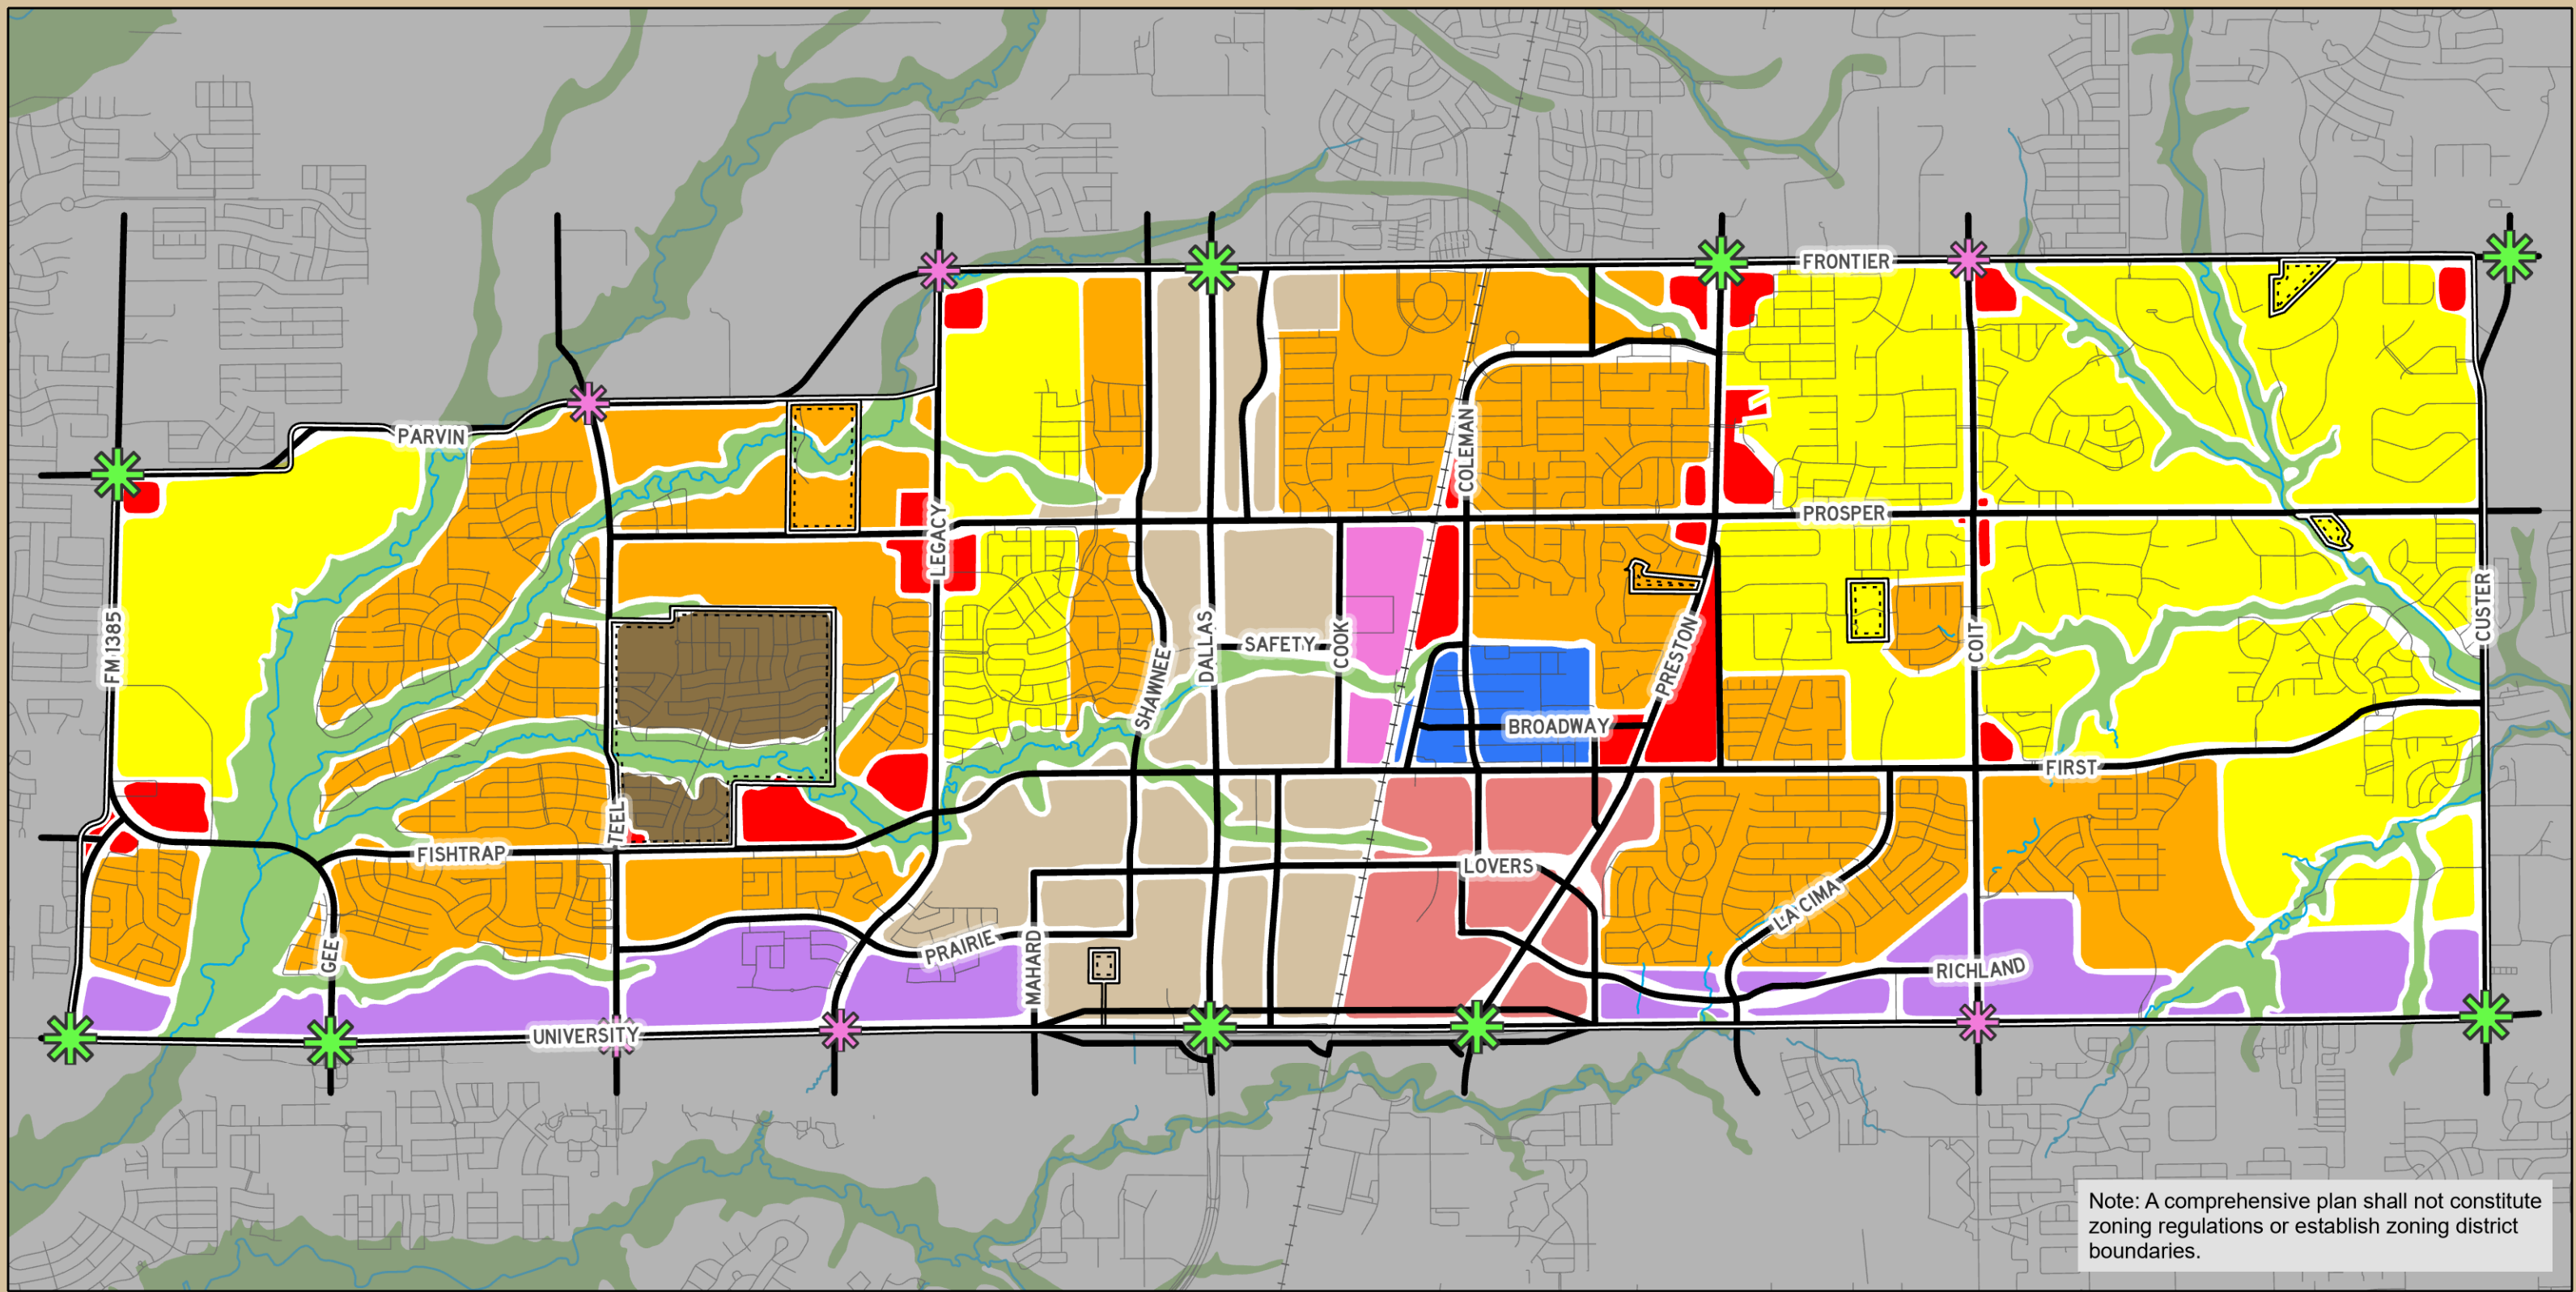 FRONTIER
PARVIN
COLEMAN
PROSPER
LEGACY
FM 1385
SAFETY
COOK
DALLAS
SHAWNEE
PRESTON
COIT
CUSTER
BROADWAY
FIRST
TEEL
FISHTRAP
LOVERS
LA CIMA
GEE
PRAIRIE
MAHARD
RICHLAND
UNIVERSITY
Note: A comprehensive plan shall not constitute
zoning regulations or establish zoning district
boundaries.